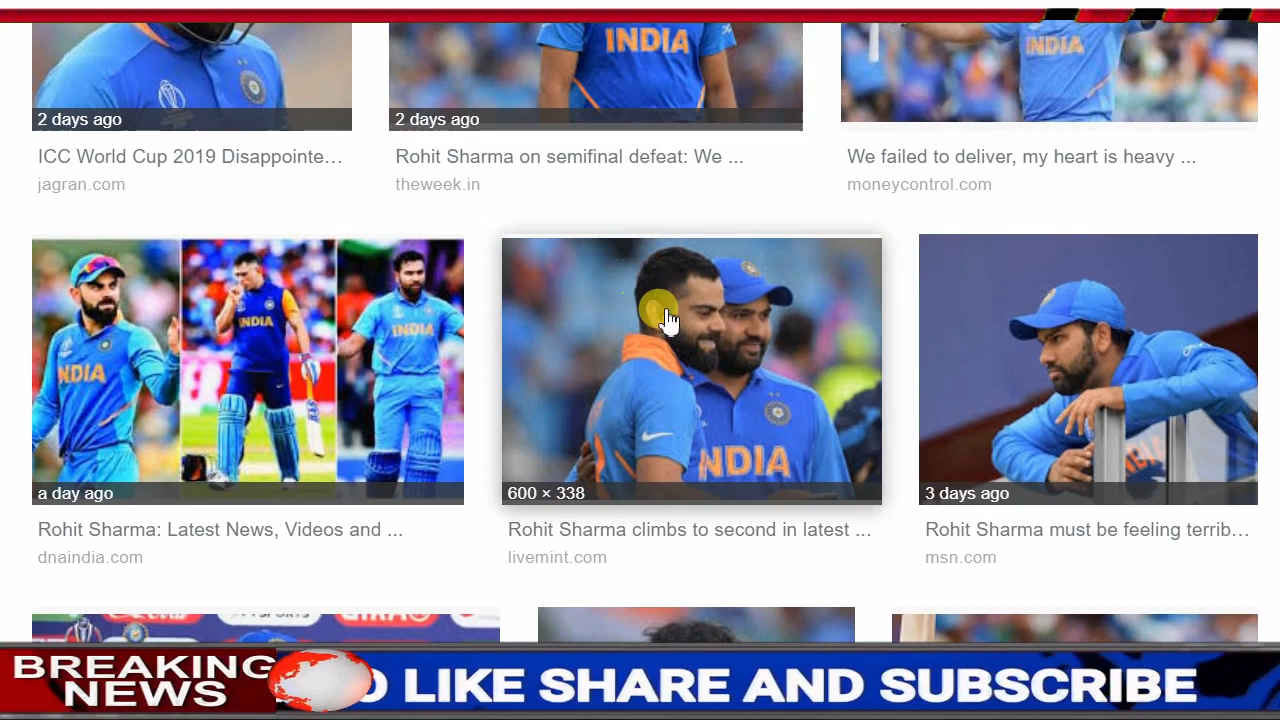 INDIA
INDIA
2 days ago
2 days ago
ICC World Cup 2019 Disappointe...
Rohit Sharma on semifinal defeat: We ...
We failed to deliver, my heart is heavy ...
jagran.com
theweek.in
moneycontrol.com
INDIA
INDIA
INDIA
NDIA
a day ago
600 × 338
3 days ago
Rohit Sharma: Latest News, Videos and ...
Rohit Sharma climbs to second in latest ...
Rohit Sharma must be feeling terrib...
dnaindia.com
livemint.com
msn.com
BREAKING
NEWS
O LIKE SHARE AND SUBSCRIBE